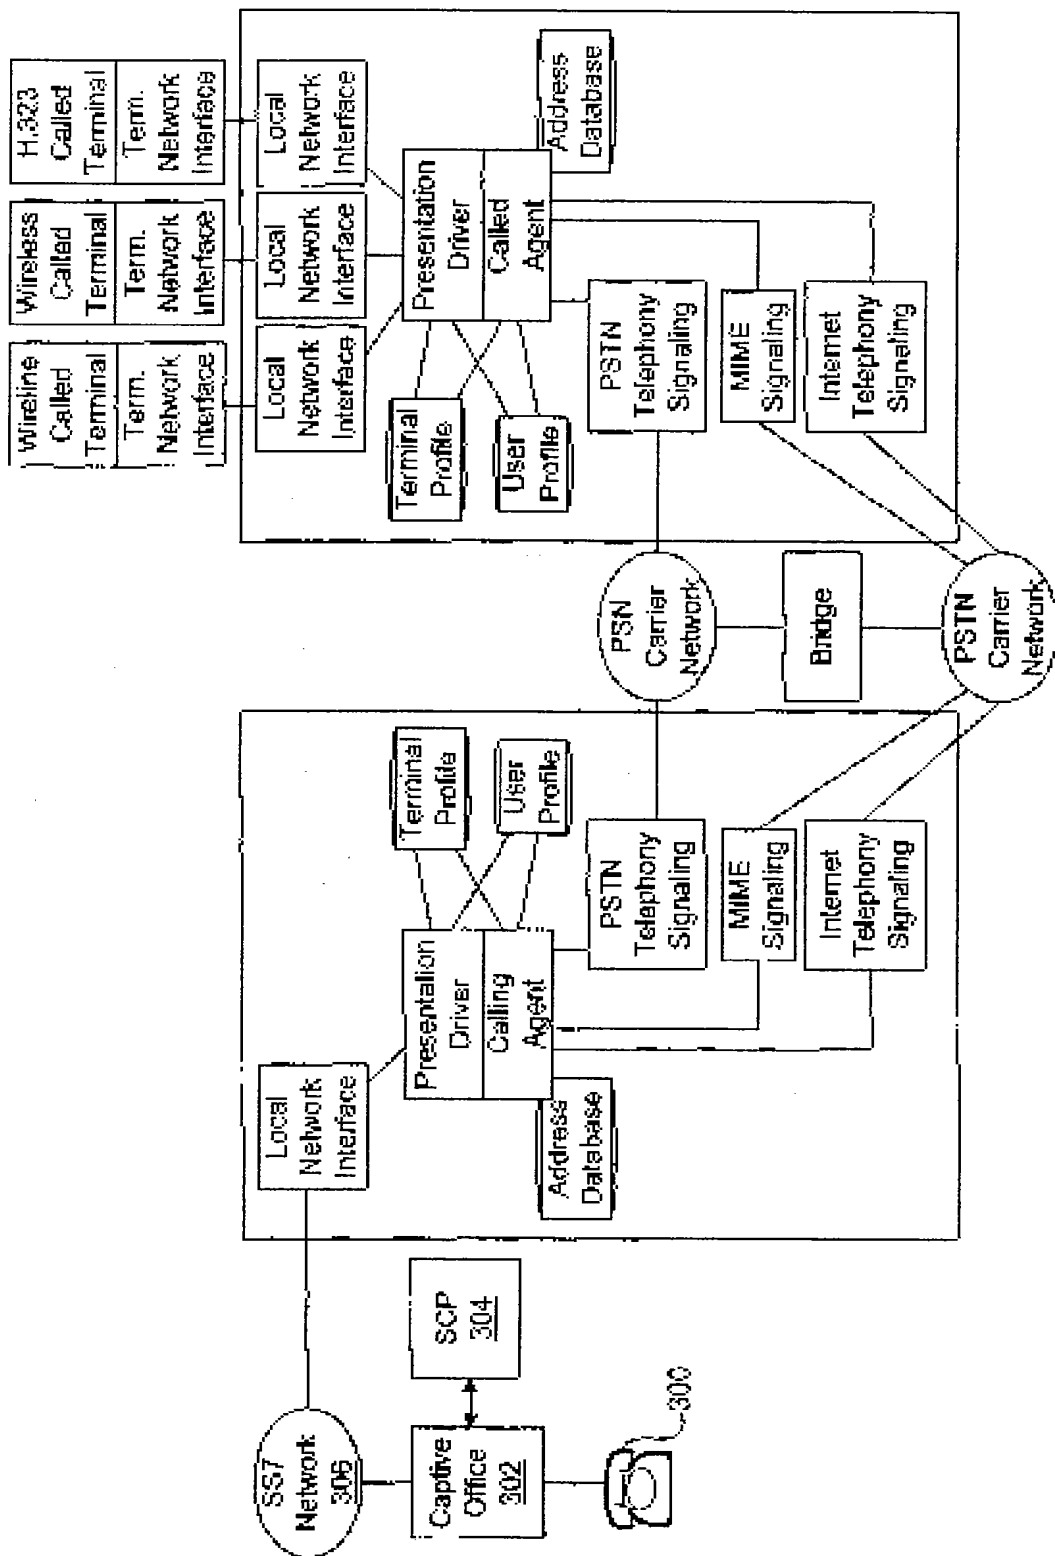 SS7
Network
306
Captive
Office
302
SCP
304
300
Local
Network
Interface
Presentation
Driver
Calling
Agent
Address
Database
Terminal
Profile
User
Profile
PSTN
Telephony
Signaling
MIME
Signaling
Internet
Telephony
Signaling
PSN
Carrier
Network
Bridge
PSTN
Carrier
Network
Wireline
Called
Terminal
Term.
Network
Interface
Wireless
Called
Terminal
Term.
Network
Interface
H.323
Called
Terminal
Term.
Network
Interface
Local
Network
Interface
Local
Network
Interface
Local
Network
Interface
Terminal
Profile
User
Profile
Presentation
Driver
Called
Agent
Address
Database
PSTN
Telephony
Signaling
MIME
Signaling
Internet
Telephony
Signaling